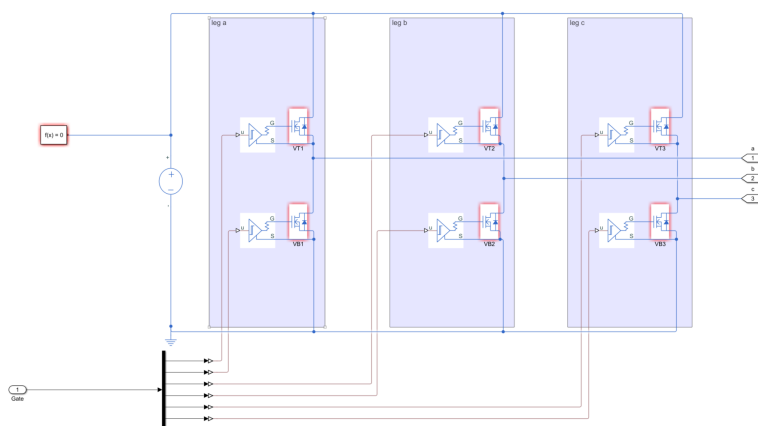 leg a
leg b
leg c
G
u
S
VT1
G
u
S
VT2
G
u
S
VT3
f(x) = 0
a
1
b
2
c
3
+
+
−
-
G
u
S
VB1
G
u
S
VB2
G
u
S
VB3
1
Gate